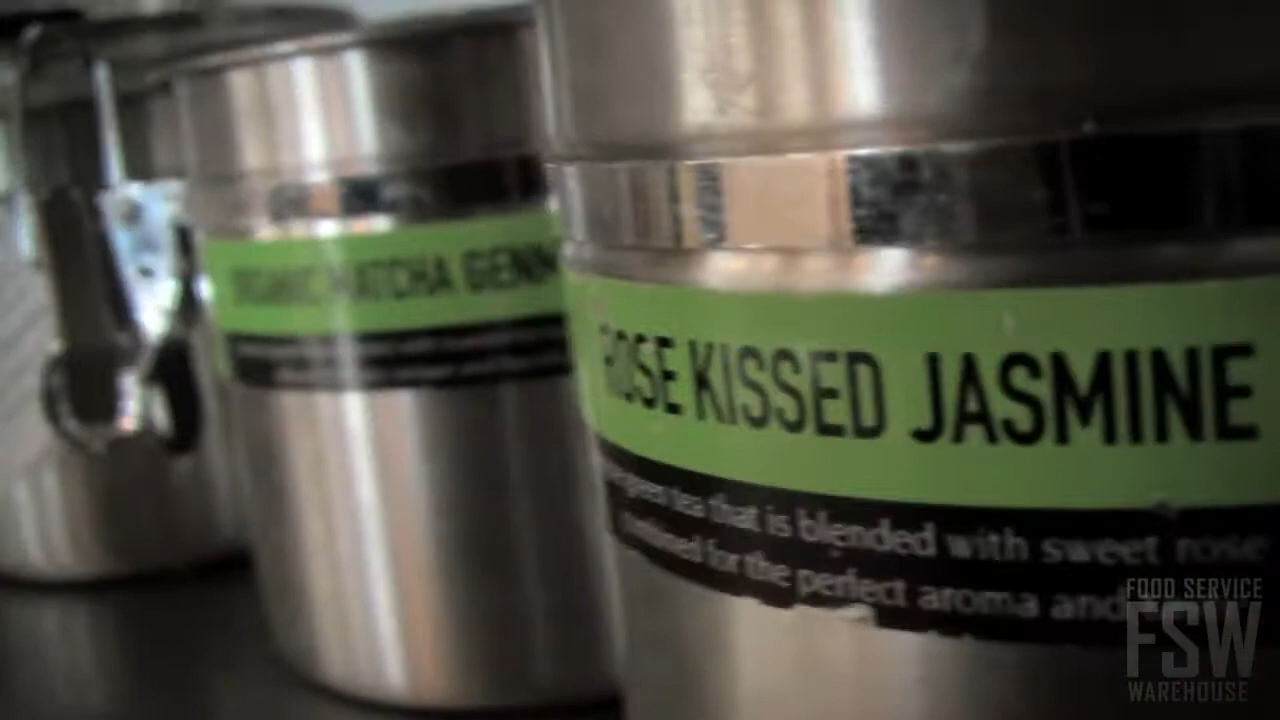 ORGANIC MATCHA GENM
ROSE KISSED JASMINE
green tea that is blended with sweet rose
for the perfect aroma and
FOOD SERVICE
FSW
WAREHOUSE